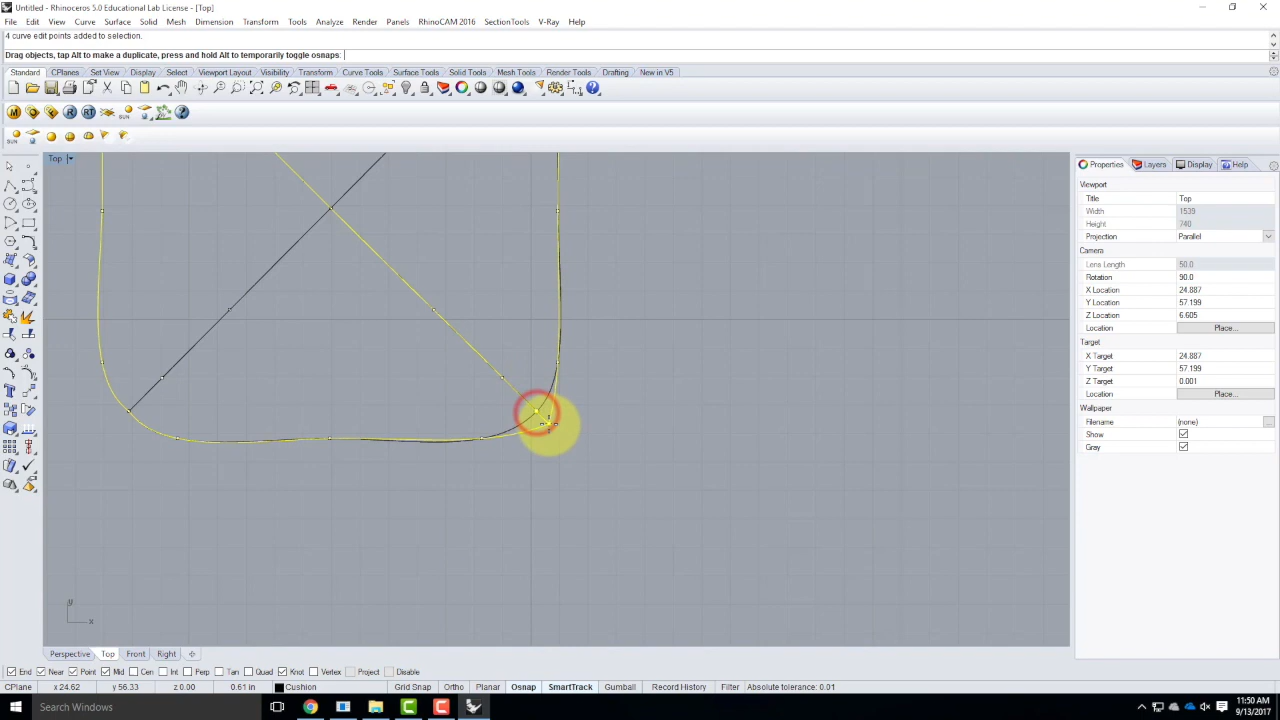 Untitled - Rhinoceros 5.0 Educational Lab License - [Top]
File Edit View Curve Surface Solid Mesh Dimension Transform Tools Analyze Render Panels RhinoCAM 2016 SectionTools V-Ray Help
4 curve edit points added to selection.
Drag objects, tap Alt to make a duplicate, press and hold Alt to temporarily toggle osnaps:
Standard CPlanes Set View Display Select Viewport Layout Visibility Transform Curve Tools Surface Tools Solid Tools Mesh Tools Render Tools Drafting New in V5
M R RT
SUN
SUN
Top
Properties Layers Display Help
Viewport
Title Top
Width 1539
Height 740
Projection Parallel
Camera
Lens Length 50.0
Rotation 90.0
X Location 24.887
Y Location 57.199
Z Location 6.605
Location Place...
Target
X Target 24.887
Y Target 57.199
Z Target 0.001
Location Place...
Wallpaper
Filename (none) ...
Show
Gray
y
x
Perspective Top Front Right
End Near Point Mid Cen Int Perp Tan Quad Knot Vertex Project Disable
CPlane x 24.62 y 56.33 z 0.00 0.61 in Cushion Grid Snap Ortho Planar Osnap SmartTrack Gumball Record History Filter Absolute tolerance: 0.01
Search Windows
11:50 AM
9/13/2017